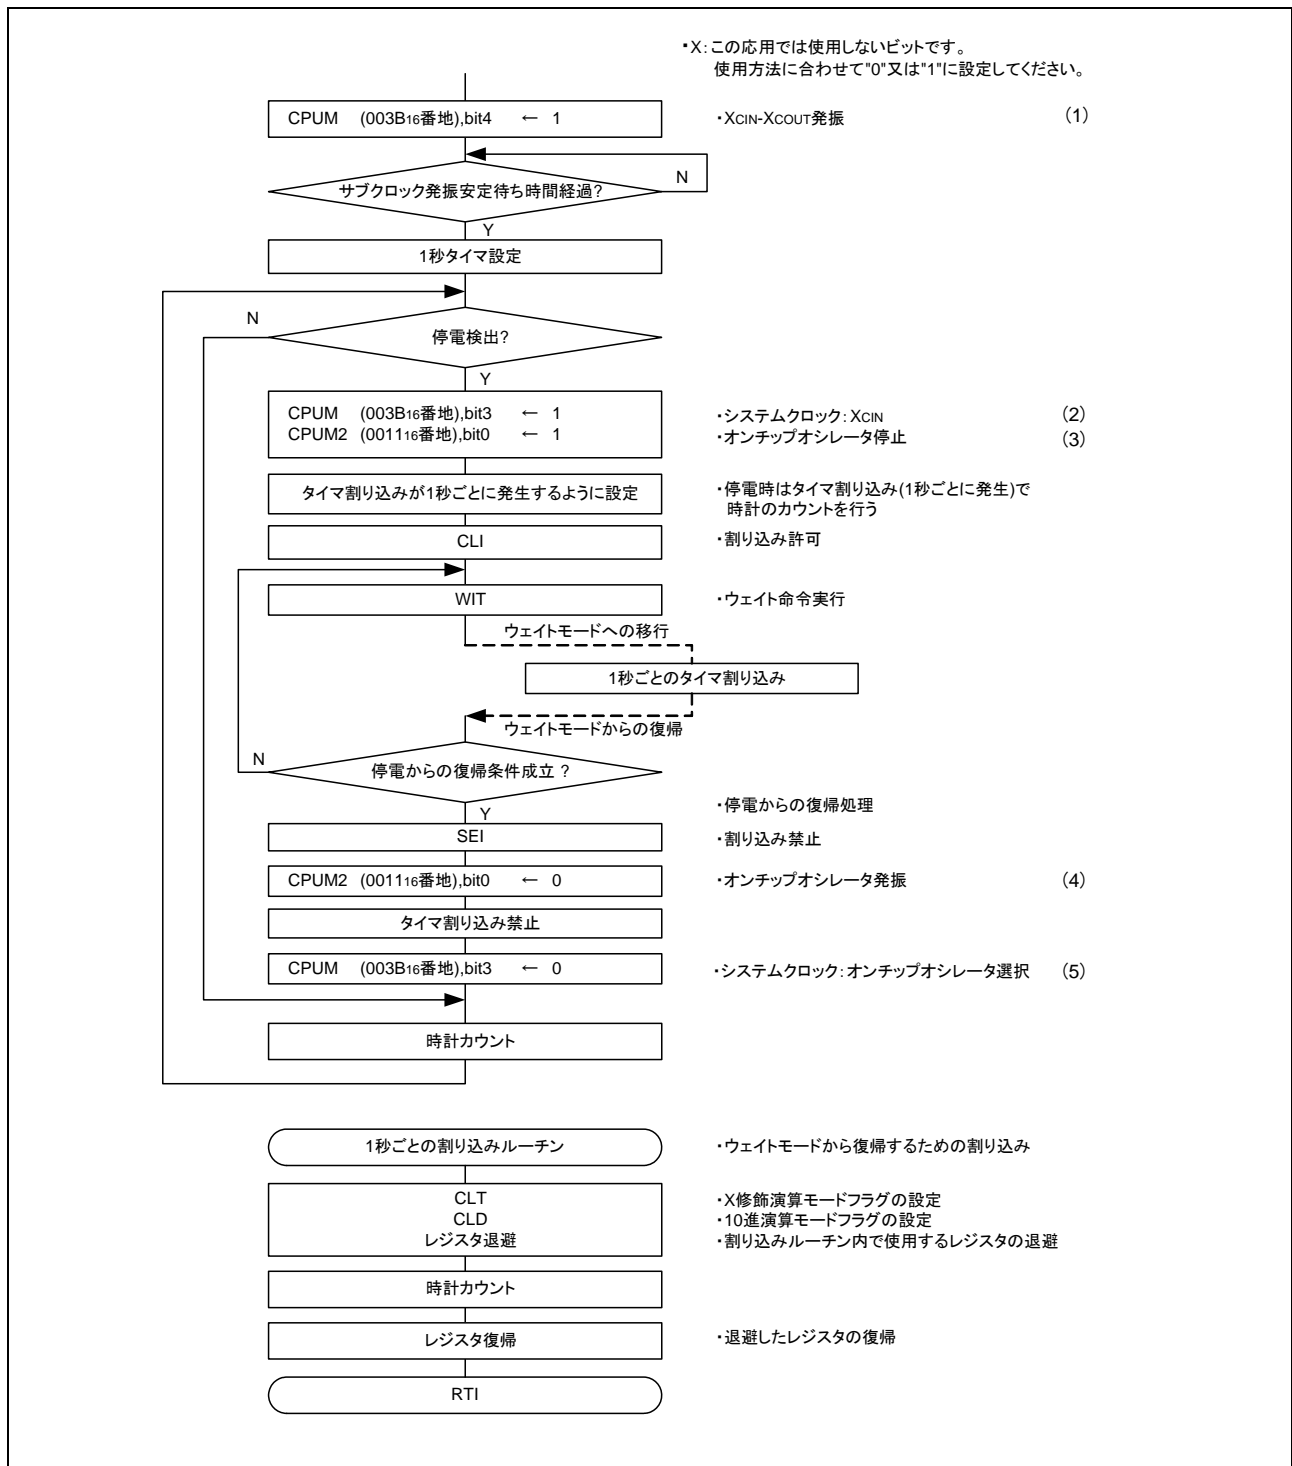 ・X：この応用では使用しないビットです。
使用方法に合わせて"0"又は"1"に設定してください。
CPUM (003B16番地),bit4 ← 1
・XCIN-XCOUT発振 (1)
サブクロック発振安定待ち時間経過?
N
Y
1秒タイマ設定
N
停電検出?
Y
CPUM (003B16番地),bit3 ← 1
・システムクロック：XCIN (2)
CPUM2 (001116番地),bit0 ← 1
・オンチップオシレータ停止 (3)
タイマ割り込みが1秒ごとに発生するように設定
・停電時はタイマ割り込み(1秒ごとに発生)で
時計のカウントを行う
CLI
・割り込み許可
WIT
・ウェイト命令実行
ウェイトモードへの移行
1秒ごとのタイマ割り込み
ウェイトモードからの復帰
N
停電からの復帰条件成立？
Y
・停電からの復帰処理
SEI
・割り込み禁止
CPUM2 (001116番地),bit0 ← 0
・オンチップオシレータ発振 (4)
タイマ割り込み禁止
CPUM (003B16番地),bit3 ← 0
・システムクロック：オンチップオシレータ選択 (5)
時計カウント
1秒ごとの割り込みルーチン
・ウェイトモードから復帰するための割り込み
CLT
・X修飾演算モードフラグの設定
CLD
・10進演算モードフラグの設定
レジスタ退避
・割り込みルーチン内で使用するレジスタの退避
時計カウント
レジスタ復帰
・退避したレジスタの復帰
RTI